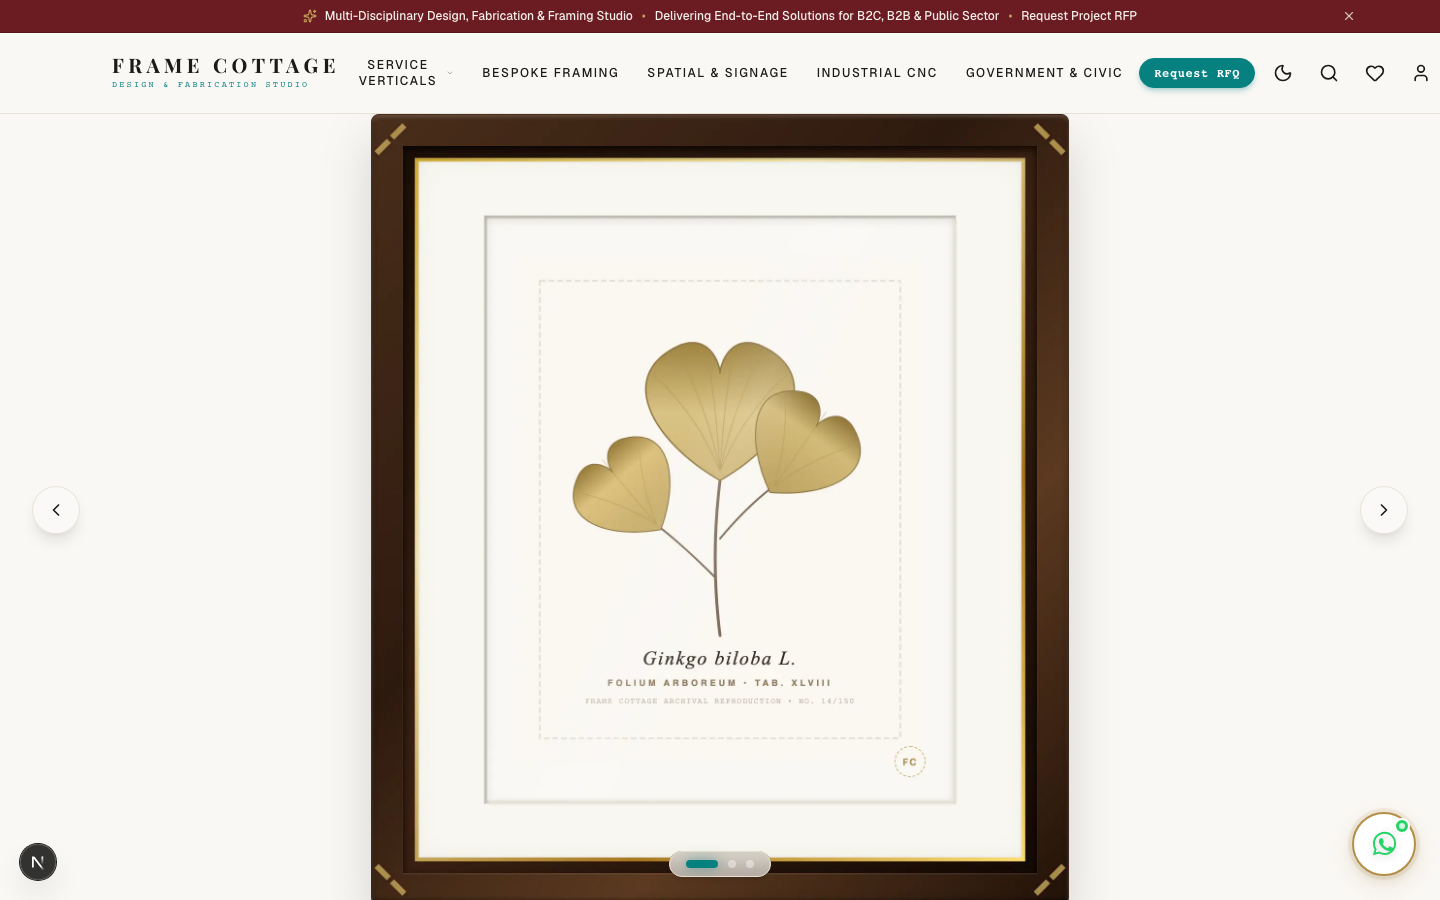 Multi-Disciplinary Design, Fabrication & Framing Studio • Delivering End-to-End Solutions for B2C, B2B & Public Sector • Request Project RFP
FRAME COTTAGE
DESIGN & FABRICATION STUDIO
SERVICE
VERTICALS
BESPOKE FRAMING
SPATIAL & SIGNAGE
INDUSTRIAL CNC
GOVERNMENT & CIVIC
Request RFQ
Ginkgo biloba L.
FOLIUM ARBOREUM • TAB. XLVIII
FRAME COTTAGE ARCHIVAL REPRODUCTION • NO. 14/150
FC
N